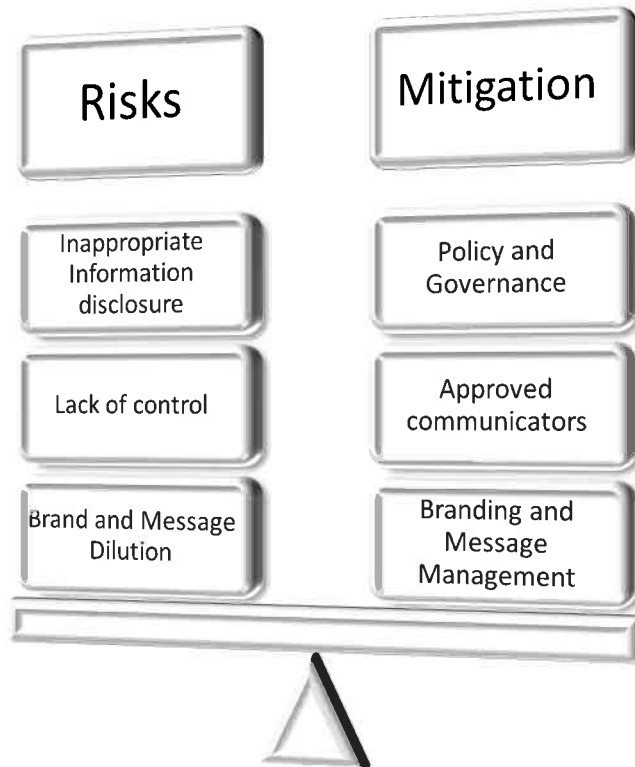 Risks
Mitigation
Inappropriate
Information
disclosure
Policy and
Governance
Lack of control
Approved
communicators
Brand and Message
Dilution
Branding and
Message
Management